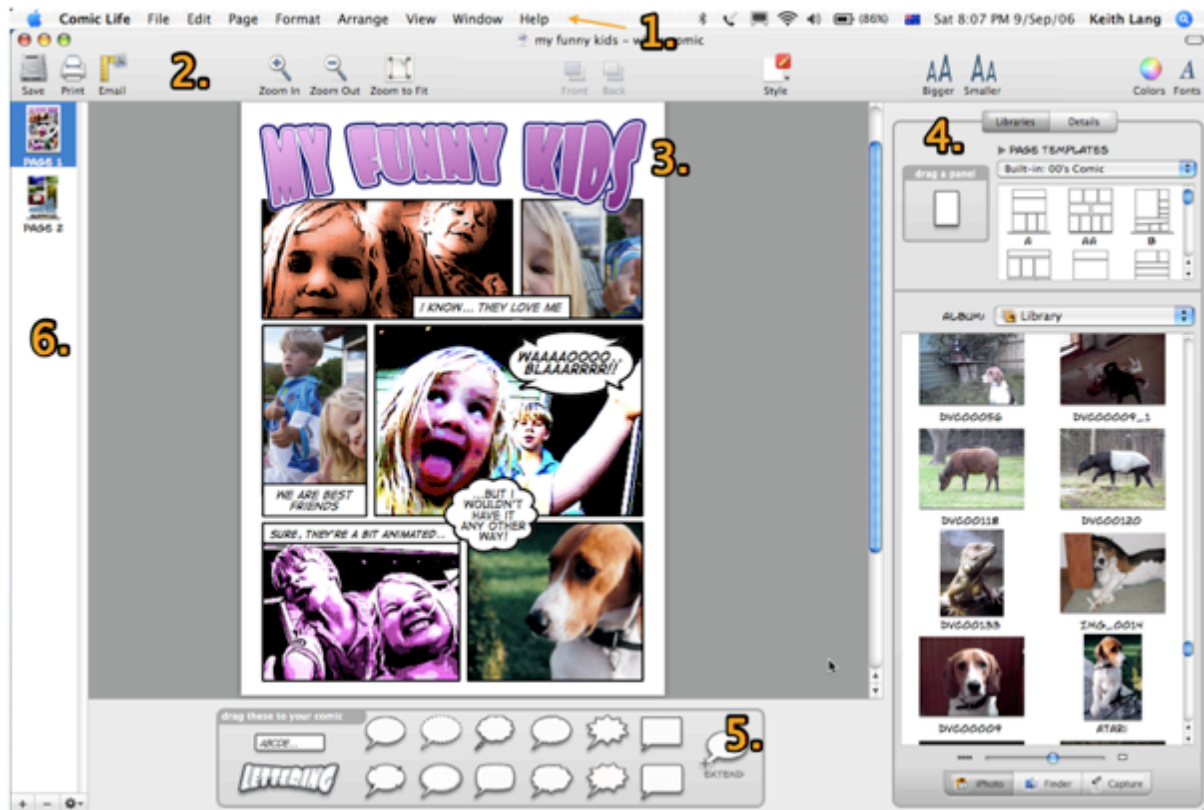 Comic Life File Edit Page Format Arrange View Window Help
(86%) Sat 8:07 PM 9/Sep/06 Keith Lang
1.
my funny kids – comic
2.
Save Print Email Zoom In Zoom Out Zoom to Fit Front Back Style Bigger Smaller Colors Fonts
PAGE 1
PAGE 2
6.
MY FUNNY KIDS
3.
I KNOW... THEY LOVE ME
WAAAAOOOO..
BLAAARRRR!!
WE ARE BEST
FRIENDS
...BUT I
WOULDN'T
HAVE IT
ANY OTHER
WAY!
SURE, THEY'RE A BIT ANIMATED..
4.
Libraries Details
PAGE TEMPLATES
drag a panel
Built-in: 00's Comic
A AA B
ALBUM: Library
DVC00056 DVC00009_1
DVC00118 DVC00120
DVC00133 IMG_0014
DVC00009 ATARI
iPhoto Finder Capture
drag these to your comic
ABCDE...
LETTERING
5.
EXTEND